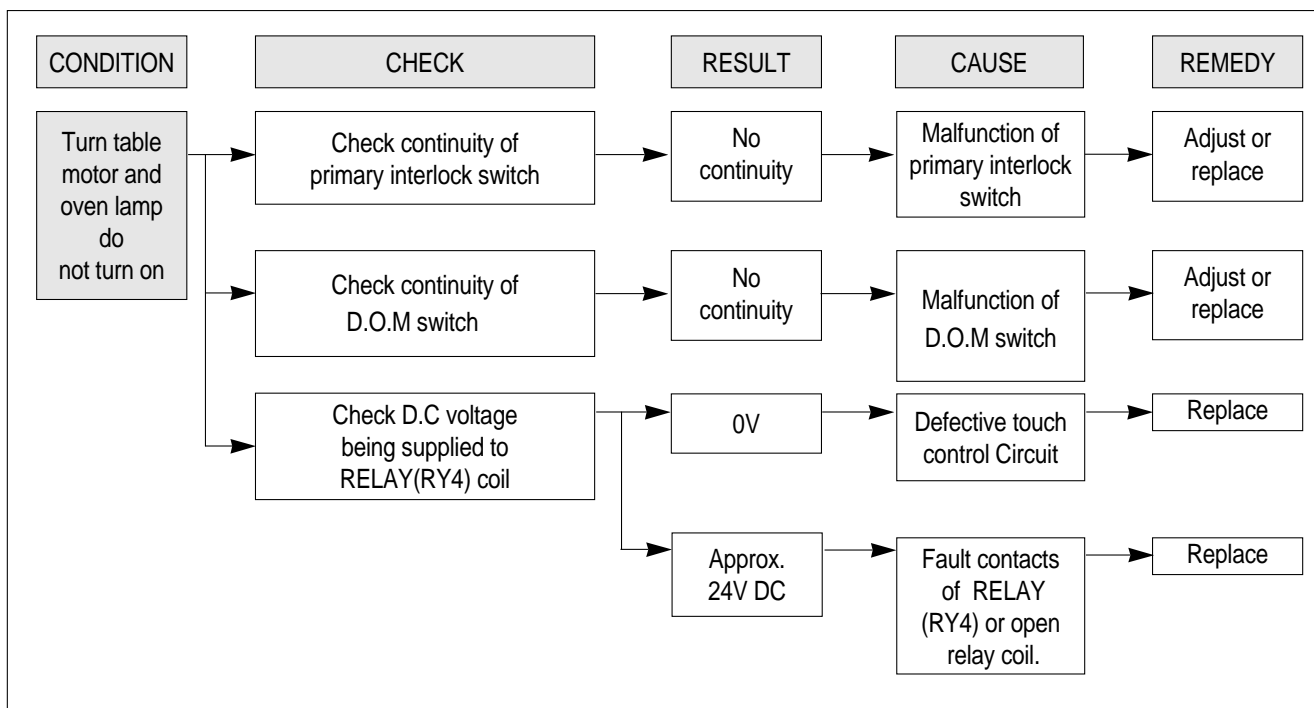 CONDITION
CHECK
RESULT
CAUSE
REMEDY
Turn table
motor and
oven lamp
do
not turn on
Check continuity of
primary interlock switch
No
continuity
Malfunction of
primary interlock
switch
Adjust or
replace
Check continuity of
D.O.M switch
No
continuity
Malfunction of
D.O.M switch
Adjust or
replace
Check D.C voltage
being supplied to
RELAY(RY4) coil
0V
Defective touch
control Circuit
Replace
Approx.
24V DC
Fault contacts
of RELAY
(RY4) or open
relay coil.
Replace